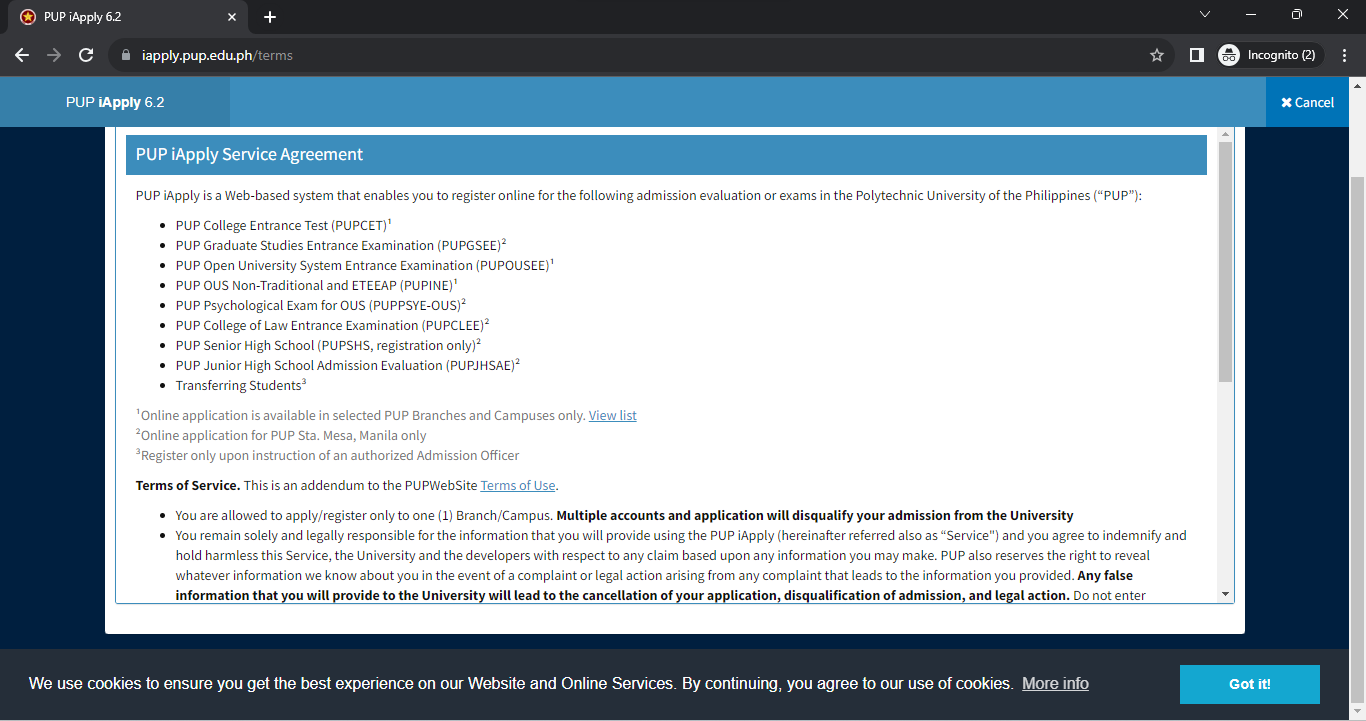 PUP iApply 6.2
iapply.pup.edu.ph/terms
Incognito (2)
PUP iApply 6.2
Cancel
PUP iApply Service Agreement
PUP iApply is a Web-based system that enables you to register online for the following admission evaluation or exams in the Polytechnic University of the Philippines (“PUP”):
• PUP College Entrance Test (PUPCET)¹
• PUP Graduate Studies Entrance Examination (PUPGSEE)²
• PUP Open University System Entrance Examination (PUPOUSEE)¹
• PUP OUS Non-Traditional and ETEEAP (PUPINE)¹
• PUP Psychological Exam for OUS (PUPPSYE-OUS)²
• PUP College of Law Entrance Examination (PUPCLEE)²
• PUP Senior High School (PUPSHS, registration only)²
• PUP Junior High School Admission Evaluation (PUPJHSAE)²
• Transferring Students³
¹Online application is available in selected PUP Branches and Campuses only. View list
²Online application for PUP Sta. Mesa, Manila only
³Register only upon instruction of an authorized Admission Officer
Terms of Service. This is an addendum to the PUPWebSite Terms of Use.
• You are allowed to apply/register only to one (1) Branch/Campus. Multiple accounts and application will disqualify your admission from the University
• You remain solely and legally responsible for the information that you will provide using the PUP iApply (hereinafter referred also as “Service”) and you agree to indemnify and
hold harmless this Service, the University and the developers with respect to any claim based upon any information you may make. PUP also reserves the right to reveal
whatever information we know about you in the event of a complaint or legal action arising from any complaint that leads to the information you provided. Any false
information that you will provide to the University will lead to the cancellation of your application, disqualification of admission, and legal action. Do not enter
We use cookies to ensure you get the best experience on our Website and Online Services. By continuing, you agree to our use of cookies. More info
Got it!